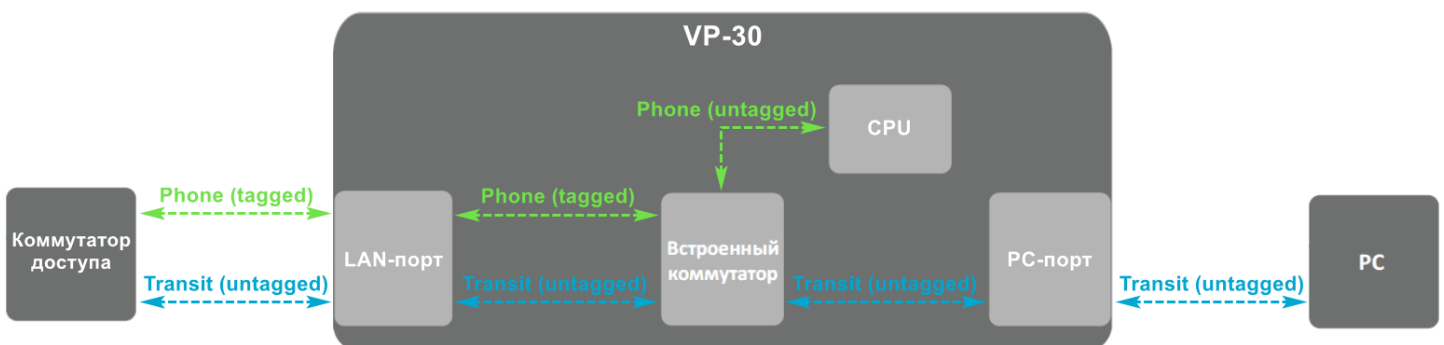 VP-30
Phone (untagged)
CPU
Phone (tagged)
Phone (tagged)
Коммутатор
доступа
LAN-порт
Встроенный
коммутатор
PC-порт
PC
Transit (untagged)
Transit (untagged)
Transit (untagged)
Transit (untagged)